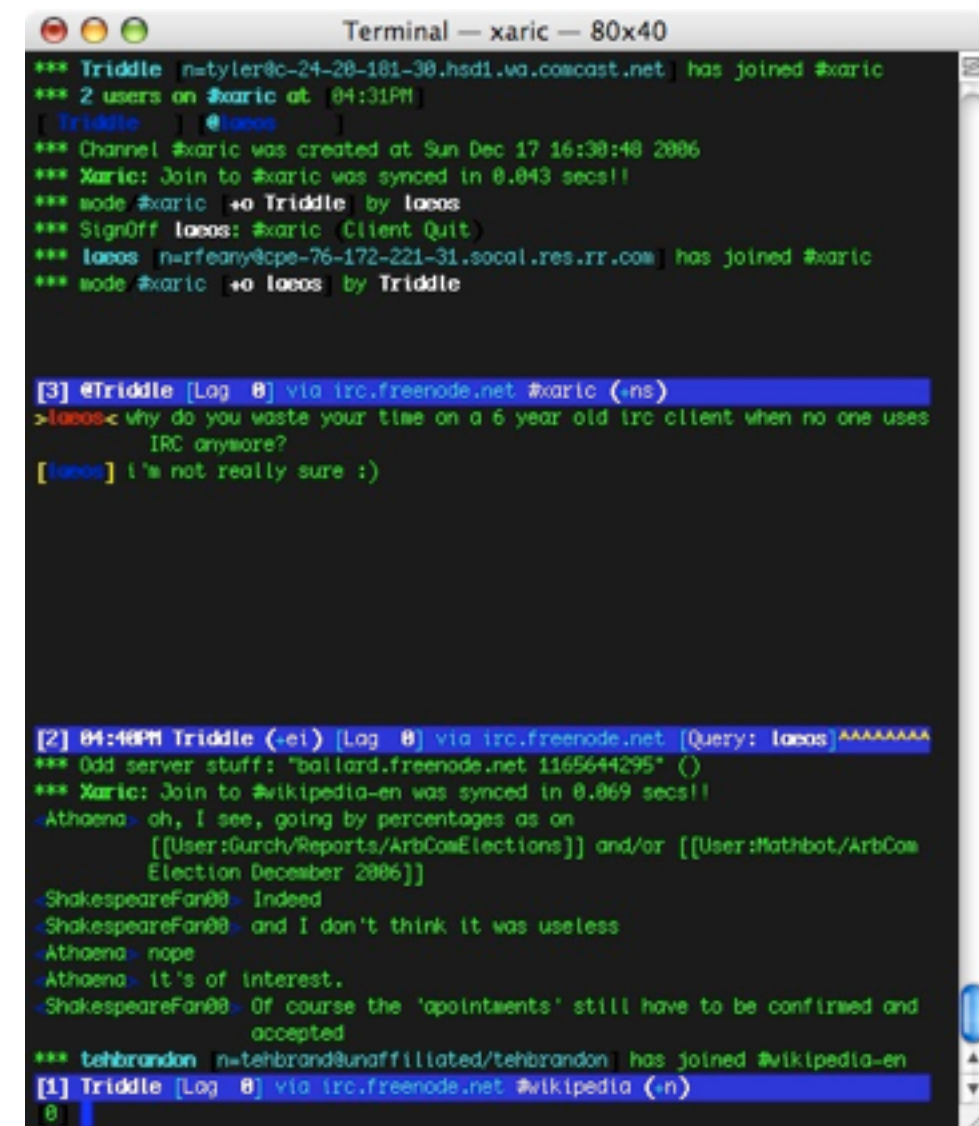 Terminal — xaric — 80x40
*** Triddle [n=tyler@c-24-20-181-30.hsd1.wa.comcast.net] has joined #xaric
*** 2 users on #xaric at [04:31PM]
[ Triddle ] [@laeos ]
*** Channel #xaric was created at Sun Dec 17 16:30:48 2006
*** Xaric: Join to #xaric was synced in 0.043 secs!!
*** mode/#xaric [+o Triddle] by laeos
*** SignOff laeos: #xaric (Client Quit)
*** laeos [n=rfeany@cpe-76-172-221-31.socal.res.rr.com] has joined #xaric
*** mode/#xaric [+o laeos] by Triddle
[3] @Triddle [Lag 0] via irc.freenode.net #xaric (+ns)
>laeos< why do you waste your time on a 6 year old irc client when no one uses
IRC anymore?
[laeos] i'm not really sure :)
[2] 04:40PM Triddle (+ei) [Lag 0] via irc.freenode.net [Query: laeos]^^^^^^^^^
*** Odd server stuff: "ballard.freenode.net 1165644295" ()
*** Xaric: Join to #wikipedia-en was synced in 0.069 secs!!
<Athaena> oh, I see, going by percentages as on
[[User:Gurch/Reports/ArbComElections]] and/or [[User:Mathbot/ArbCom
Election December 2006]]
<ShakespeareFan00> Indeed
<ShakespeareFan00> and I don't think it was useless
<Athaena> nope
<Athaena> it's of interest.
<ShakespeareFan00> Of course the 'apointments' still have to be confirmed and
accepted
*** tehbrandon [n=tehbrand@unaffiliated/tehbrandon] has joined #wikipedia-en
[1] Triddle [Lag 0] via irc.freenode.net #wikipedia (+n)
[0]